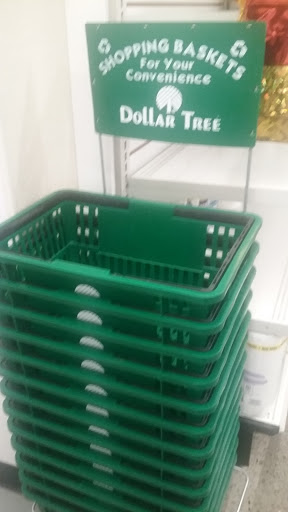 SHOPPING BASKETS
For Your
Convenience
DOLLAR TREE